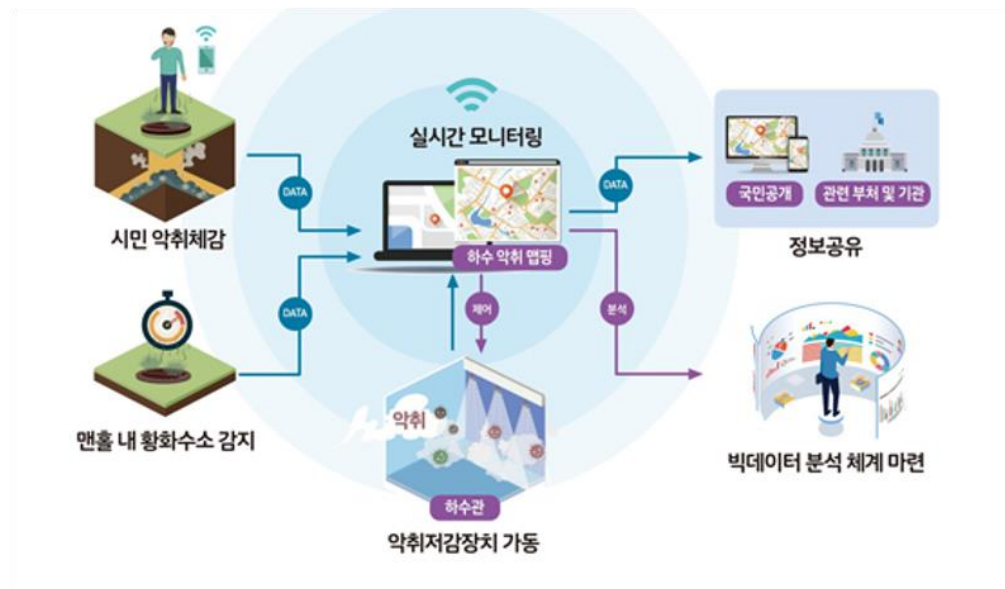 실시간 모니터링
DATA
DATA
국민공개
관련 부처 및 기관
시민 악취체감
하수 악취 맵핑
정보공유
DATA
제어
분석
악취
맨홀 내 황화수소 감지
빅데이터 분석 체계 마련
하수관
악취저감장치 가동